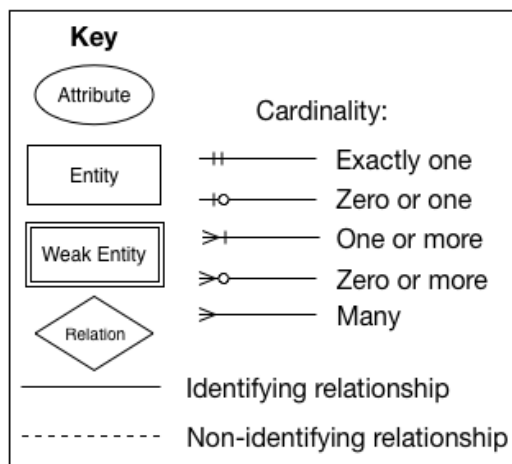 Key
Attribute
Entity
Weak Entity
Relation
Cardinality:
Exactly one
Zero or one
One or more
Zero or more
Many
Identifying relationship
Non-identifying relationship